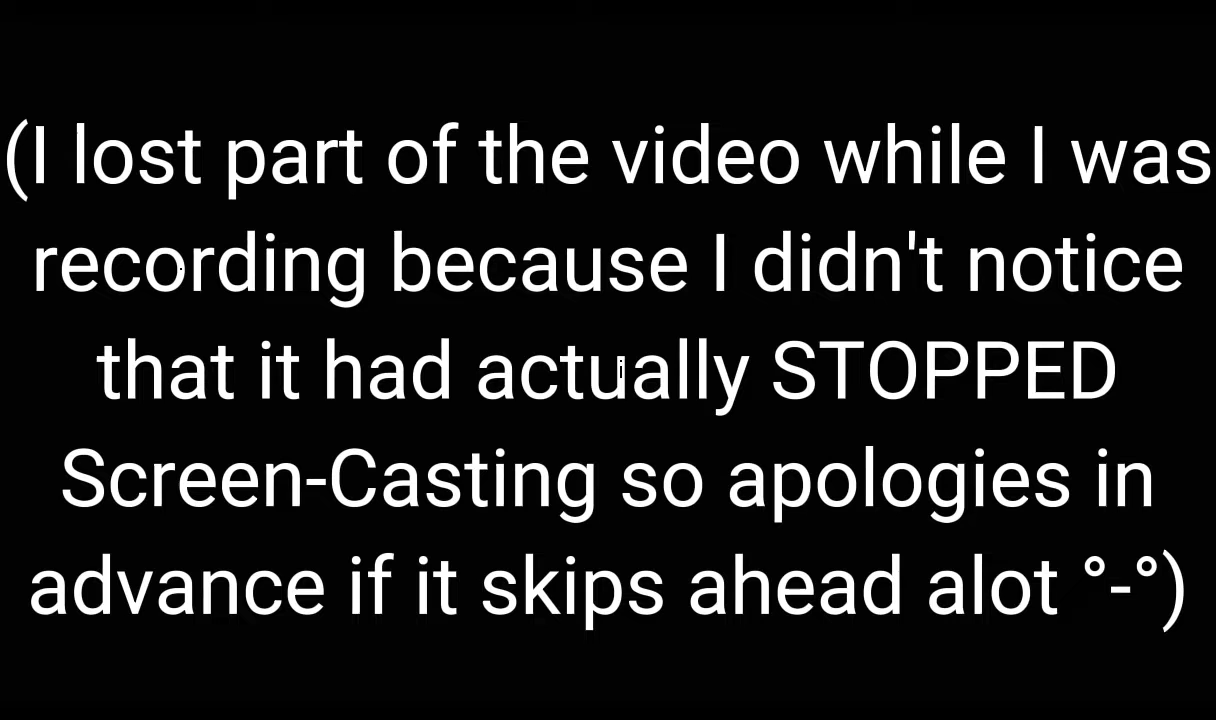 (I lost part of the video while I was
recording because I didn't notice
that it had actually STOPPED
Screen-Casting so apologies in
advance if it skips ahead alot °-°)